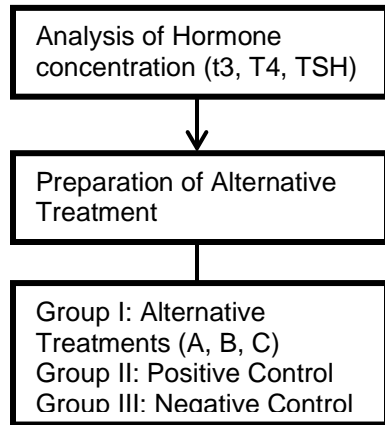 Analysis of Hormone
concentration (t3, T4, TSH)
Preparation of Alternative
Treatment
Group I: Alternative
Treatments (A, B, C)
Group II: Positive Control
Group III: Negative Control